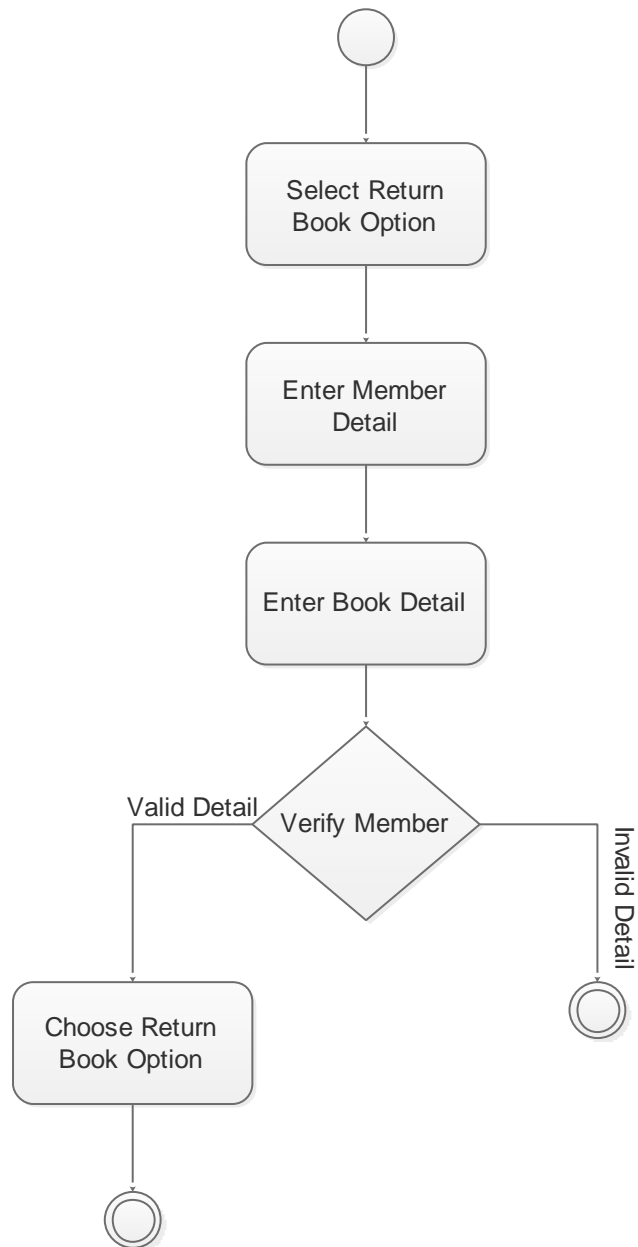 Select Return
Book Option
Enter Member
Detail
Enter Book Detail
Valid Detail
Verify Member
Invalid Detail
Choose Return
Book Option